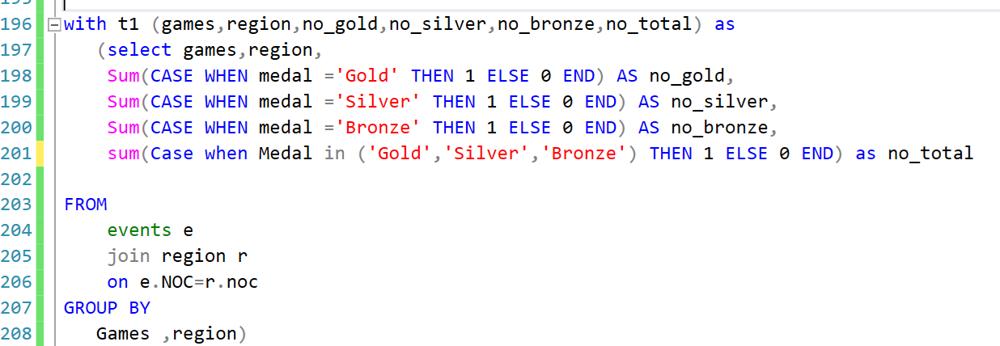 195
196 with t1 (games,region,no_gold,no_silver,no_bronze,no_total) as
197 (select games,region,
198 Sum(CASE WHEN medal ='Gold' THEN 1 ELSE 0 END) AS no_gold,
199 Sum(CASE WHEN medal ='Silver' THEN 1 ELSE 0 END) AS no_silver,
200 Sum(CASE WHEN medal ='Bronze' THEN 1 ELSE 0 END) AS no_bronze,
201 sum(Case when Medal in ('Gold','Silver','Bronze') THEN 1 ELSE 0 END) as no_total
202
203 FROM
204 events e
205 join region r
206 on e.NOC=r.noc
207 GROUP BY
208 Games ,region)